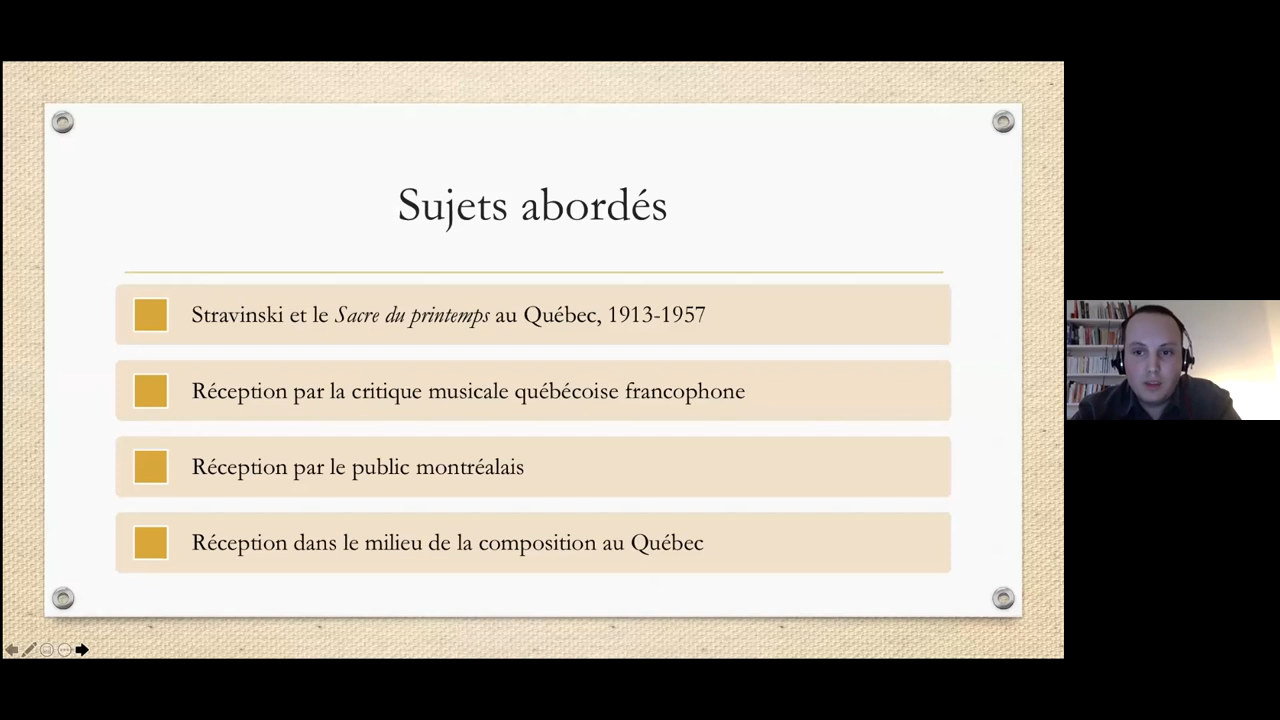 Sujets abordés
Stravinski et le Sacre du printemps au Québec, 1913-1957
Réception par la critique musicale québécoise francophone
Réception par le public montréalais
Réception dans le milieu de la composition au Québec